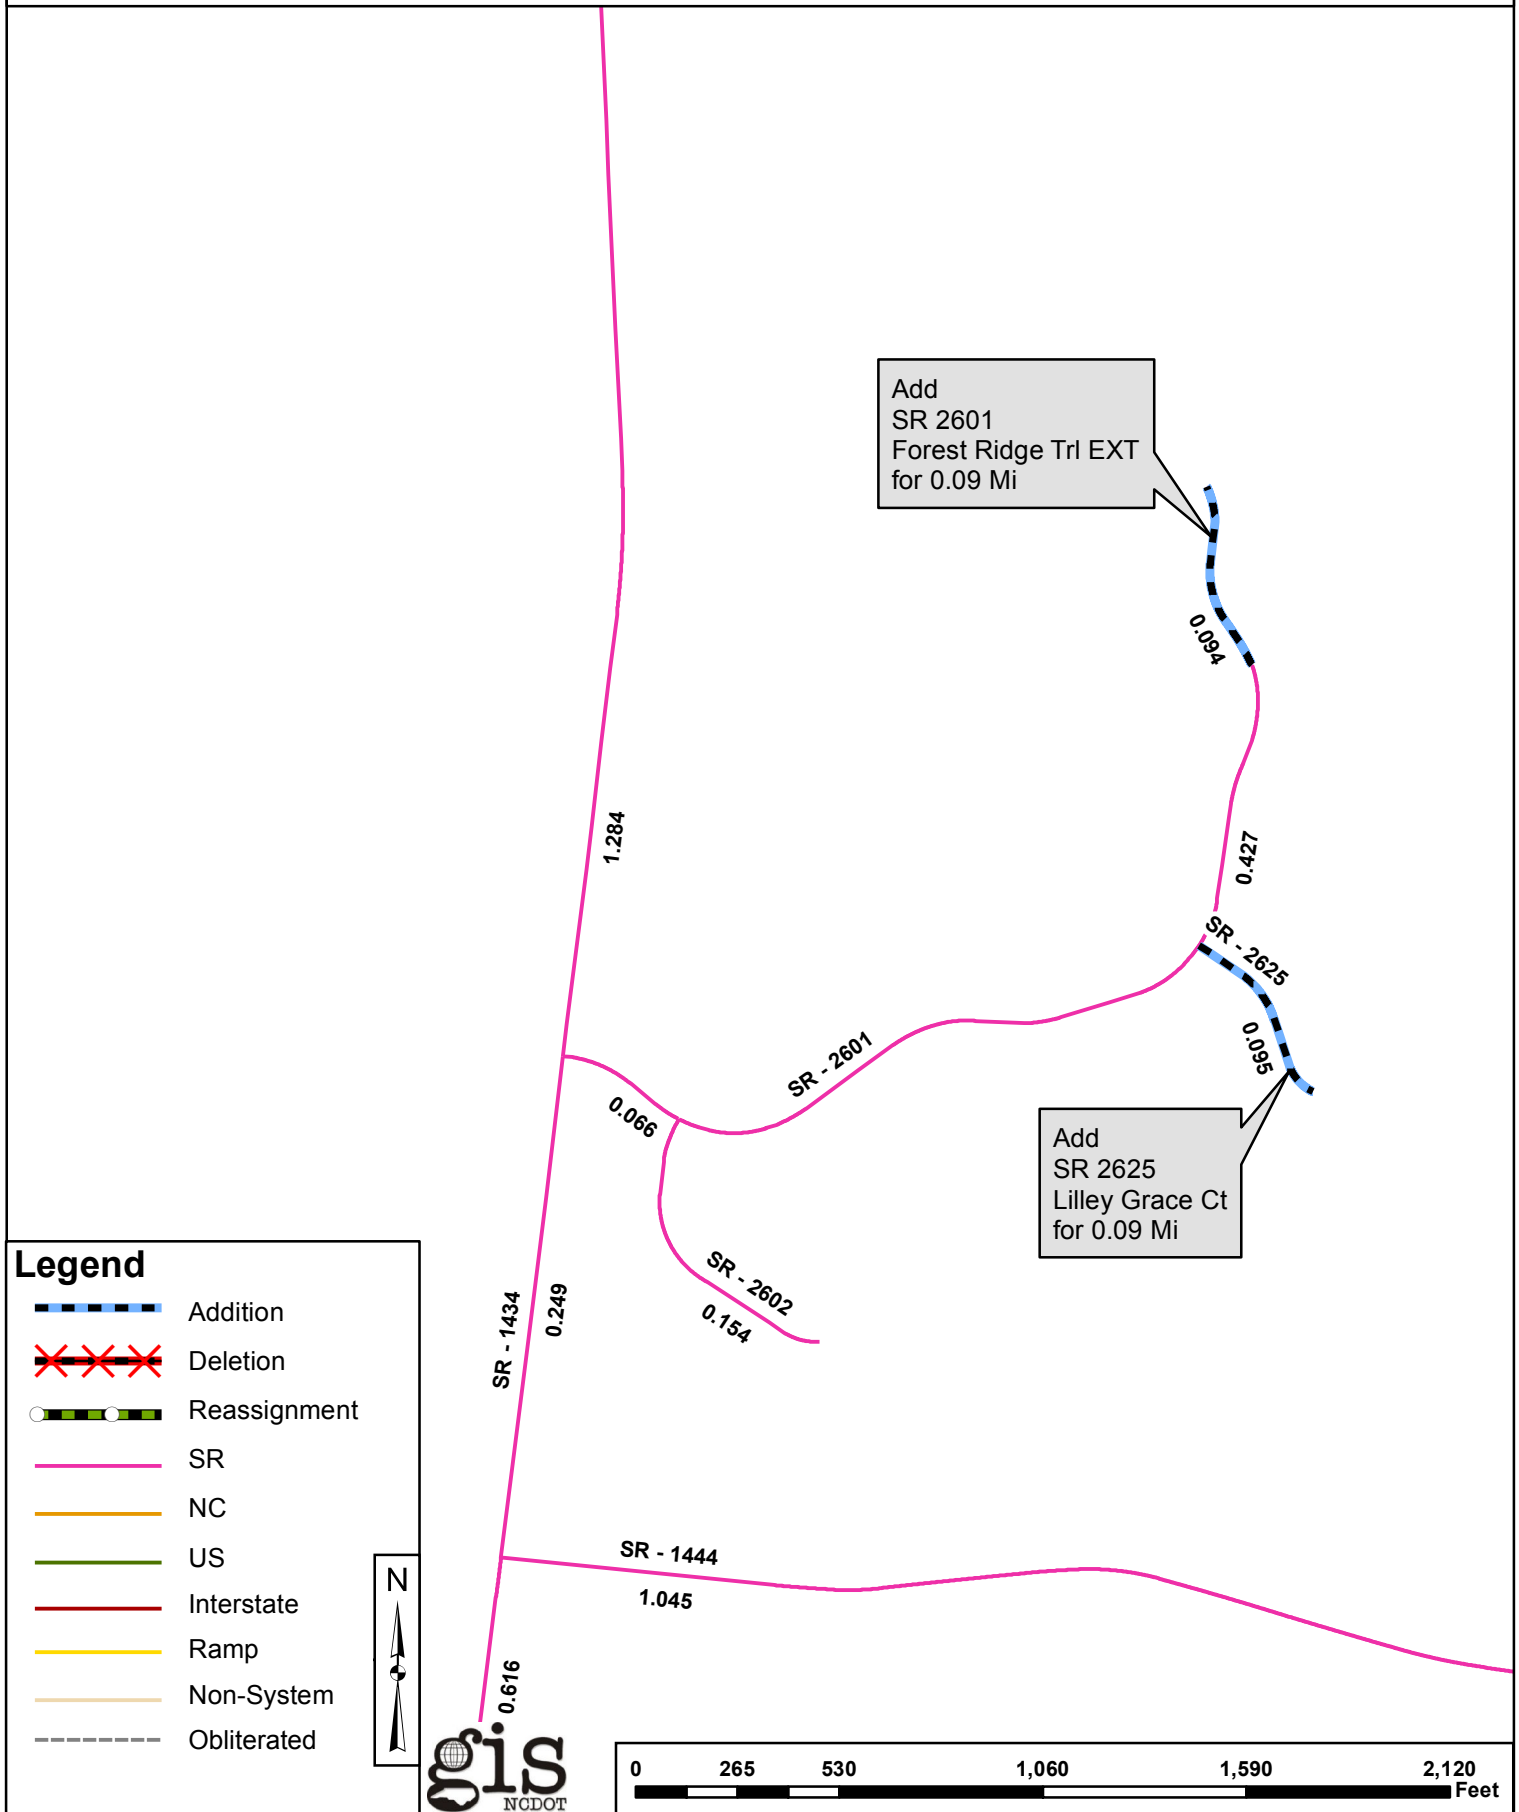 Add
SR 2601
Forest Ridge Trl EXT
for 0.09 Mi
0.094
1.284
0.427
SR - 2625
0.095
SR - 2601
0.066
Add
SR 2625
Lilley Grace Ct
for 0.09 Mi
SR - 2602
0.154
SR - 1434
0.249
SR - 1444
1.045
0.616
Legend
Addition
Deletion
Reassignment
SR
NC
US
Interstate
Ramp
Non-System
Obliterated
N
gis
NCDOT
0 265 530 1,060 1,590 2,120
Feet